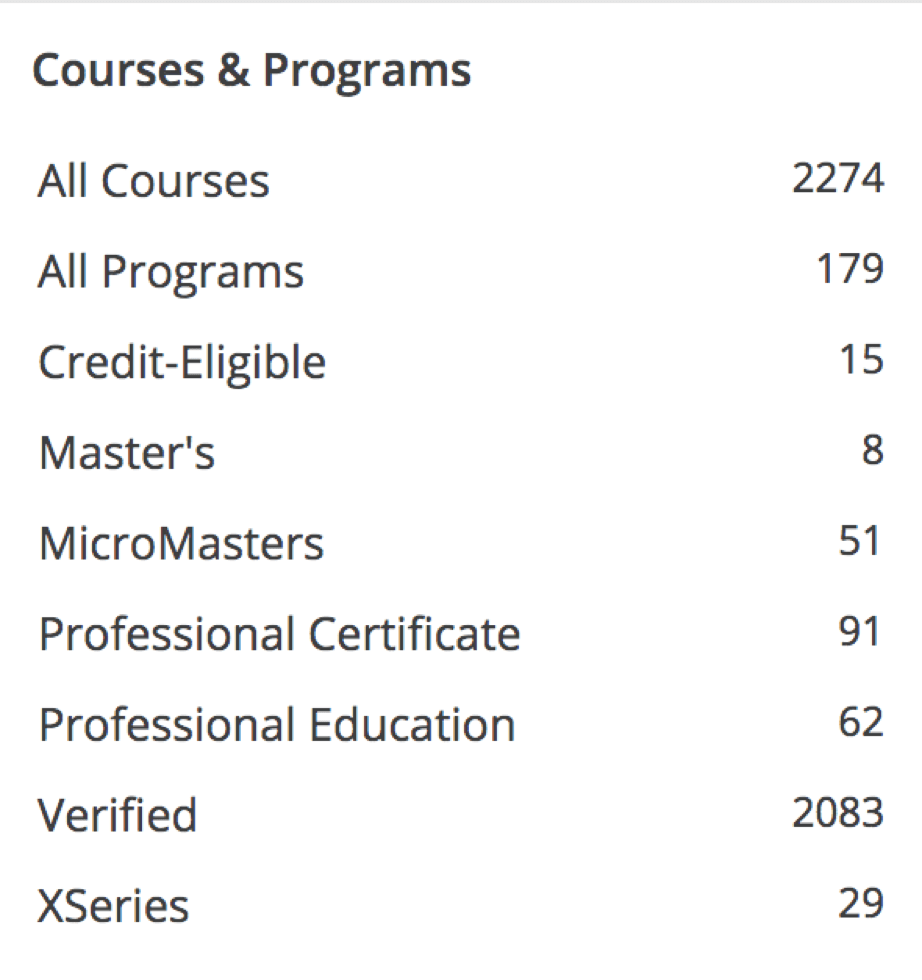 Courses & Programs
All Courses 2274
All Programs 179
Credit-Eligible 15
Master's 8
MicroMasters 51
Professional Certificate 91
Professional Education 62
Verified 2083
XSeries 29